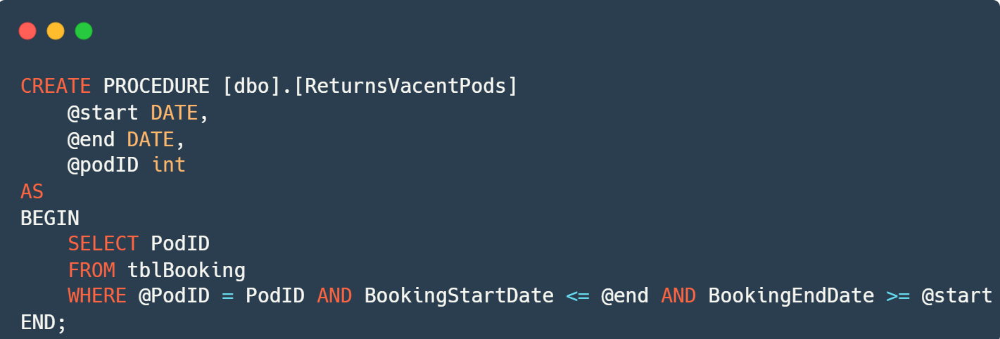 CREATE PROCEDURE [dbo].[ReturnsVacentPods]
    @start DATE,
    @end DATE,
    @podID int
AS
BEGIN
    SELECT PodID
    FROM tblBooking
    WHERE @PodID = PodID AND BookingStartDate <= @end AND BookingEndDate >= @start
END;